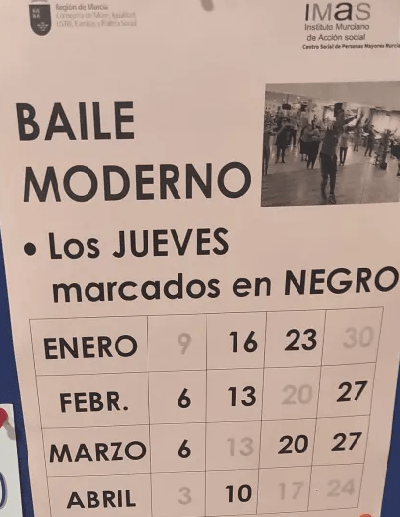 Región de Murcia
IMAS
Instituto Murciano
de Acción social
Centro Social de Personas Mayores Murcia
BAILE
MODERNO
• Los JUEVES
marcados en NEGRO
ENERO 9 16 23 30
FEBR. 6 13 20 27
MARZO 6 13 20 27
ABRIL 3 10 17 24